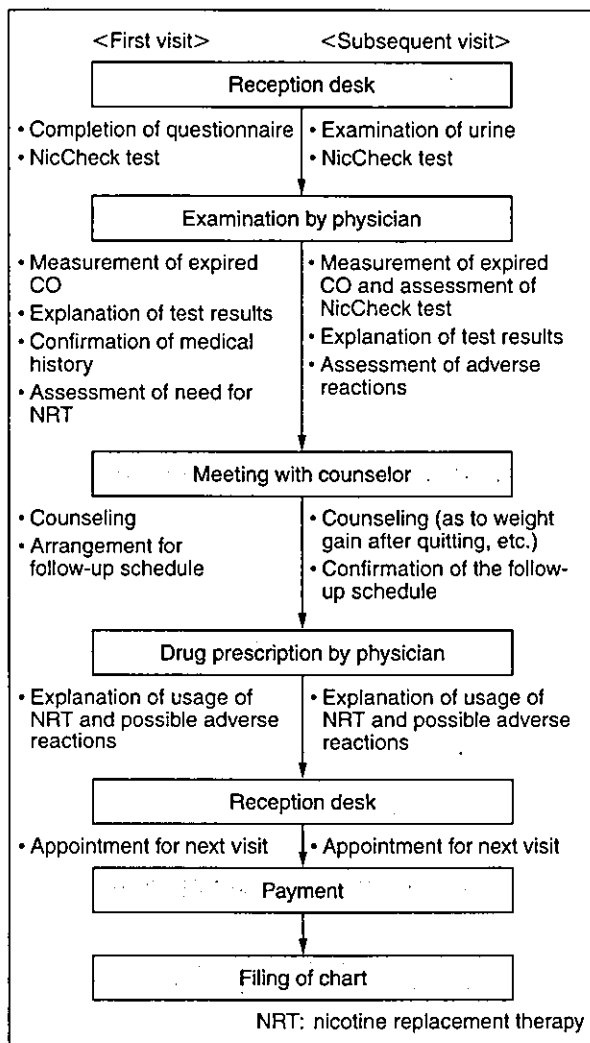 <First visit>
<Subsequent visit>
Reception desk
• Completion of questionnaire
• NicCheck test
• Examination of urine
• NicCheck test
Examination by physician
• Measurement of expired
CO
• Explanation of test results
• Confirmation of medical
history
• Assessment of need for
NRT
• Measurement of expired
CO and assessment of
NicCheck test
• Explanation of test results
• Assessment of adverse
reactions
Meeting with counselor
• Counseling
• Arrangement for
follow-up schedule
• Counseling (as to weight
gain after quitting, etc.)
• Confirmation of the follow-
up schedule
Drug prescription by physician
• Explanation of usage of
NRT and possible adverse
reactions
• Explanation of usage of
NRT and possible adverse
reactions
Reception desk
• Appointment for next visit
• Appointment for next visit
Payment
Filing of chart
NRT: nicotine replacement therapy